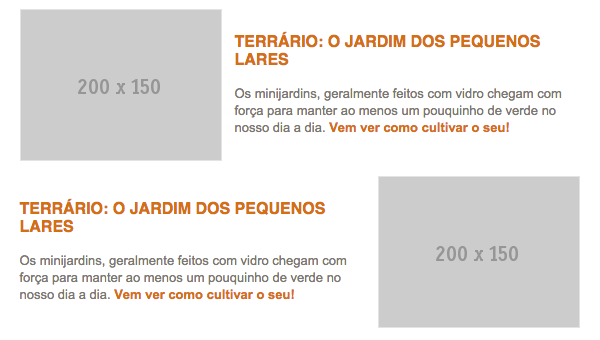 200 x 150
TERRÁRIO: O JARDIM DOS PEQUENOS
LARES
Os minijardins, geralmente feitos com vidro chegam com
força para manter ao menos um pouquinho de verde no
nosso dia a dia. Vem ver como cultivar o seu!
TERRÁRIO: O JARDIM DOS PEQUENOS
LARES
Os minijardins, geralmente feitos com vidro chegam com
força para manter ao menos um pouquinho de verde no
nosso dia a dia. Vem ver como cultivar o seu!
200 x 150